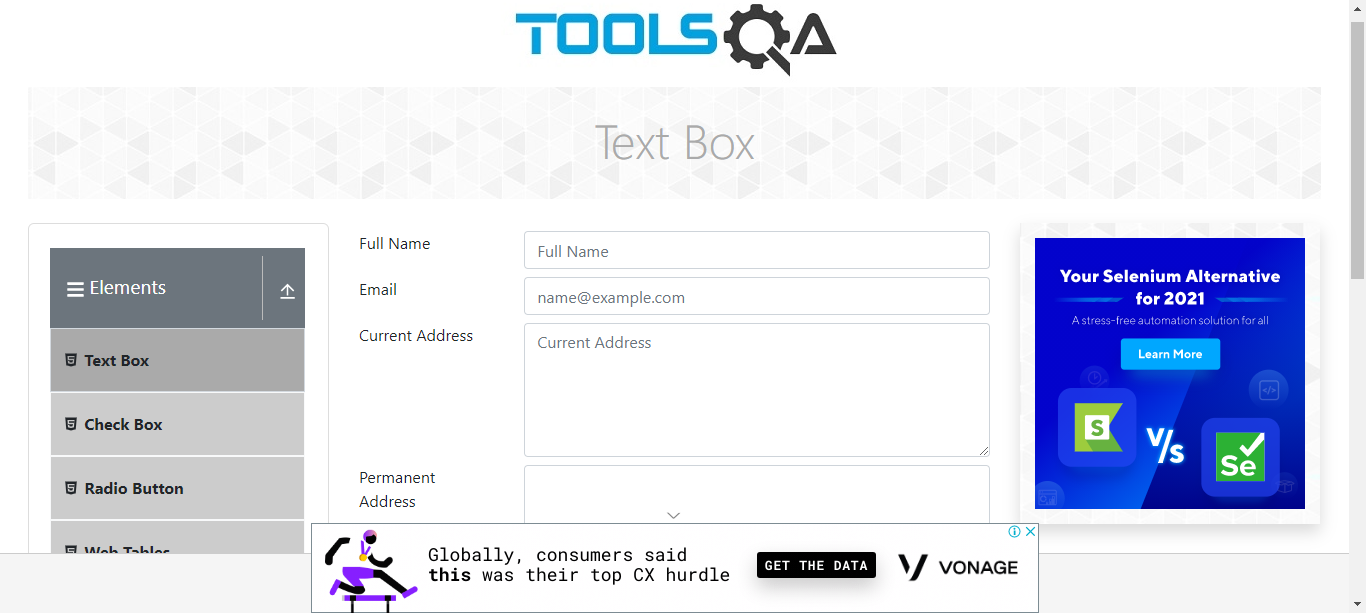 TOOLSQA
Text Box
Elements
Text Box
Check Box
Radio Button
Web Tables
Full Name
Full Name
Email
name@example.com
Current Address
Current Address
Permanent
Address
Your Selenium Alternative
for 2021
A stress-free automation solution for all
Learn More
S
V/s
Se
Globally, consumers said
this was their top CX hurdle
GET THE DATA
VONAGE